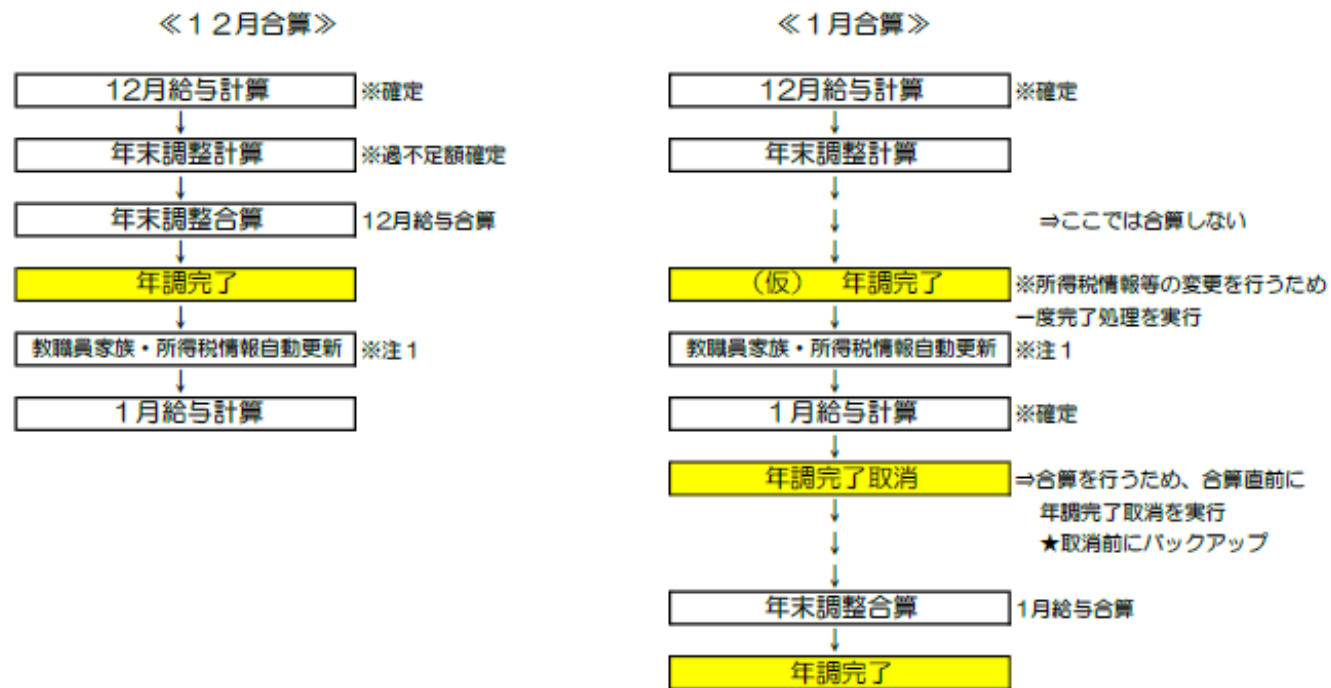 ≪１２月合算≫
12月給与計算 ※確定
↓
年末調整計算 ※過不足額確定
↓
年末調整合算 12月給与合算
↓
年調完了
↓
教職員家族・所得税情報自動更新 ※注１
↓
１月給与計算
≪１月合算≫
12月給与計算 ※確定
↓
年末調整計算
↓
↓ ⇒ここでは合算しない
↓
（仮）　年調完了 ※所得税情報等の変更を行うため
↓ 一度完了処理を実行
教職員家族・所得税情報自動更新 ※注１
↓
１月給与計算 ※確定
↓
年調完了取消 ⇒合算を行うため、合算直前に
↓ 年調完了取消を実行
↓ ★取消前にバックアップ
↓
年末調整合算 1月給与合算
↓
年調完了